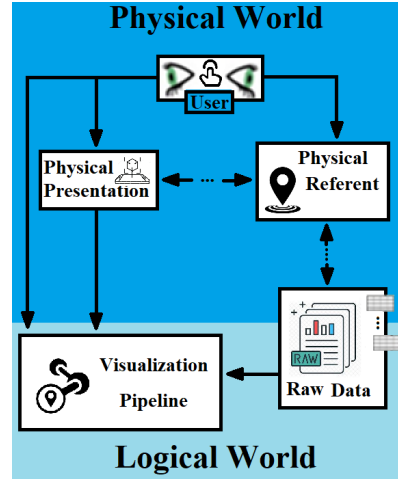 Physical World
User
Physical
Presentation
...
Physical
Referent
RAW
Raw Data
Visualization
Pipeline
Logical World